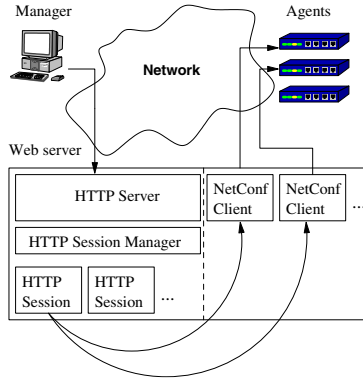 Manager
Agents
Network
Web server
HTTP Server
NetConf
Client
NetConf
Client
...
HTTP Session Manager
HTTP
Session
HTTP
Session
...